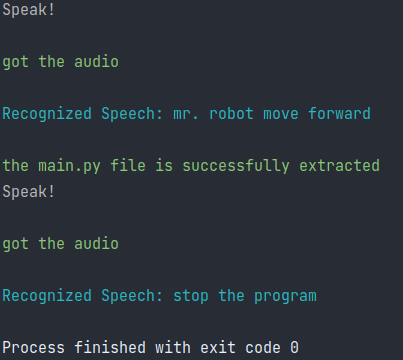 Speak!
got the audio
Recognized Speech: mr. robot move forward
the main.py file is successfully extracted
Speak!
got the audio
Recognized Speech: stop the program
Process finished with exit code 0